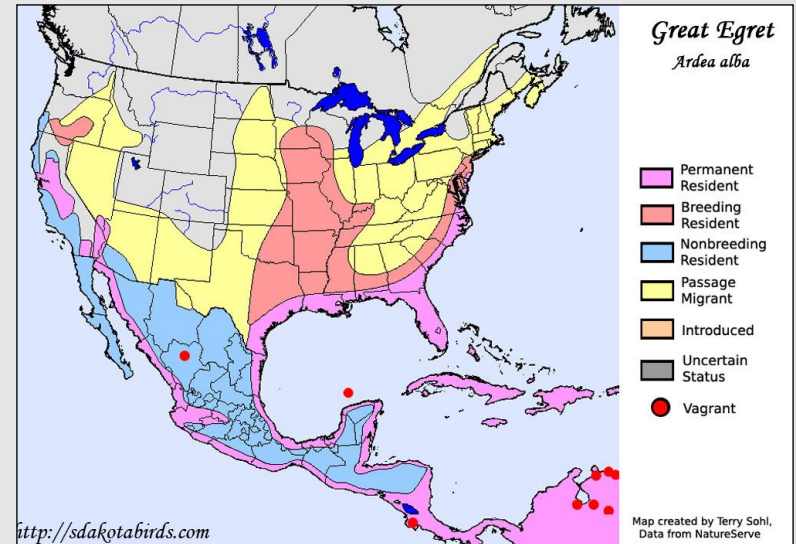 Great Egret
Ardea alba
Permanent
Resident
Breeding
Resident
Nonbreeding
Resident
Passage
Migrant
Introduced
Uncertain
Status
Vagrant
Map created by Terry Sohl,
Data from NatureServe
http://sdakotabirds.com